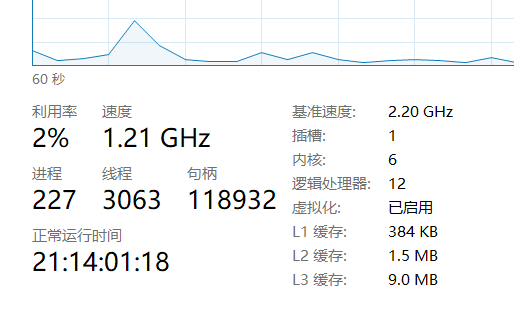 60 秒
利用率 速度
2% 1.21 GHz
进程 线程 句柄
227 3063 118932
正常运行时间
21:14:01:18
基准速度: 2.20 GHz
插槽: 1
内核: 6
逻辑处理器: 12
虚拟化: 已启用
L1 缓存: 384 KB
L2 缓存: 1.5 MB
L3 缓存: 9.0 MB